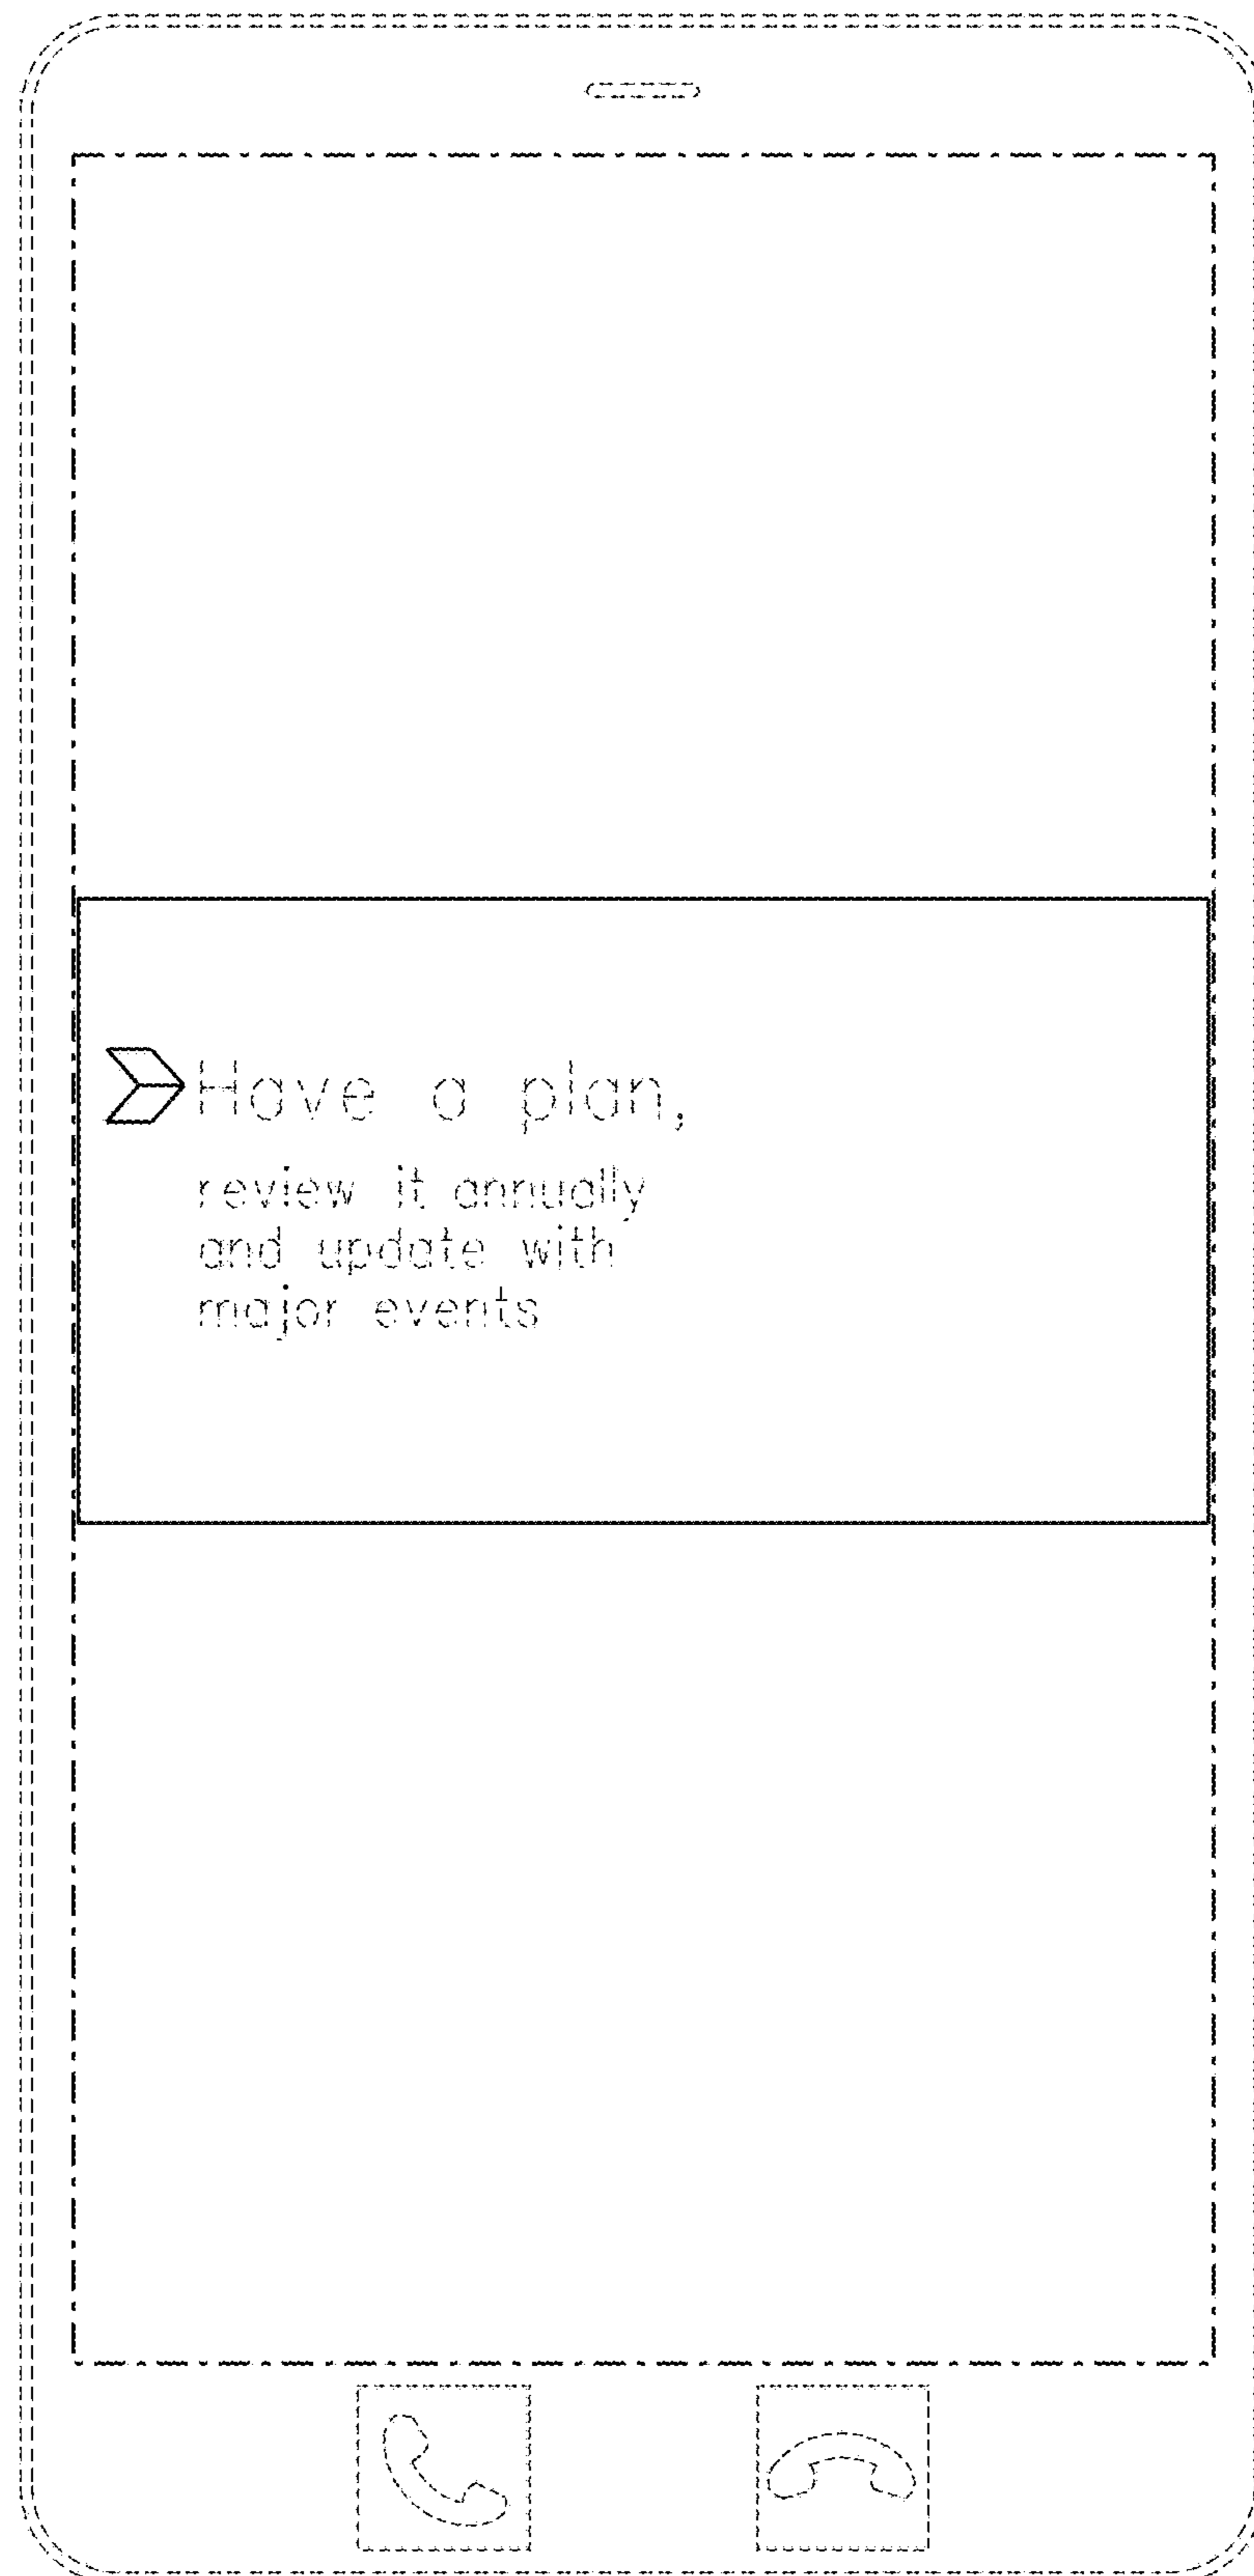 Have a plan,
review it annually
and update with
major events